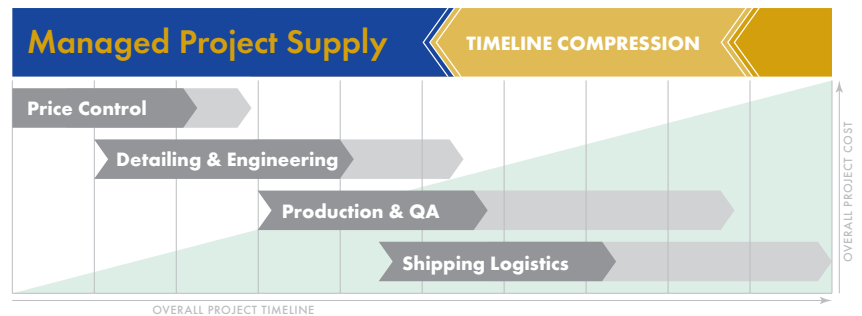 Managed Project Supply
TIMELINE COMPRESSION
Price Control
Detailing & Engineering
Production & QA
Shipping Logistics
OVERALL PROJECT COST
OVERALL PROJECT TIMELINE